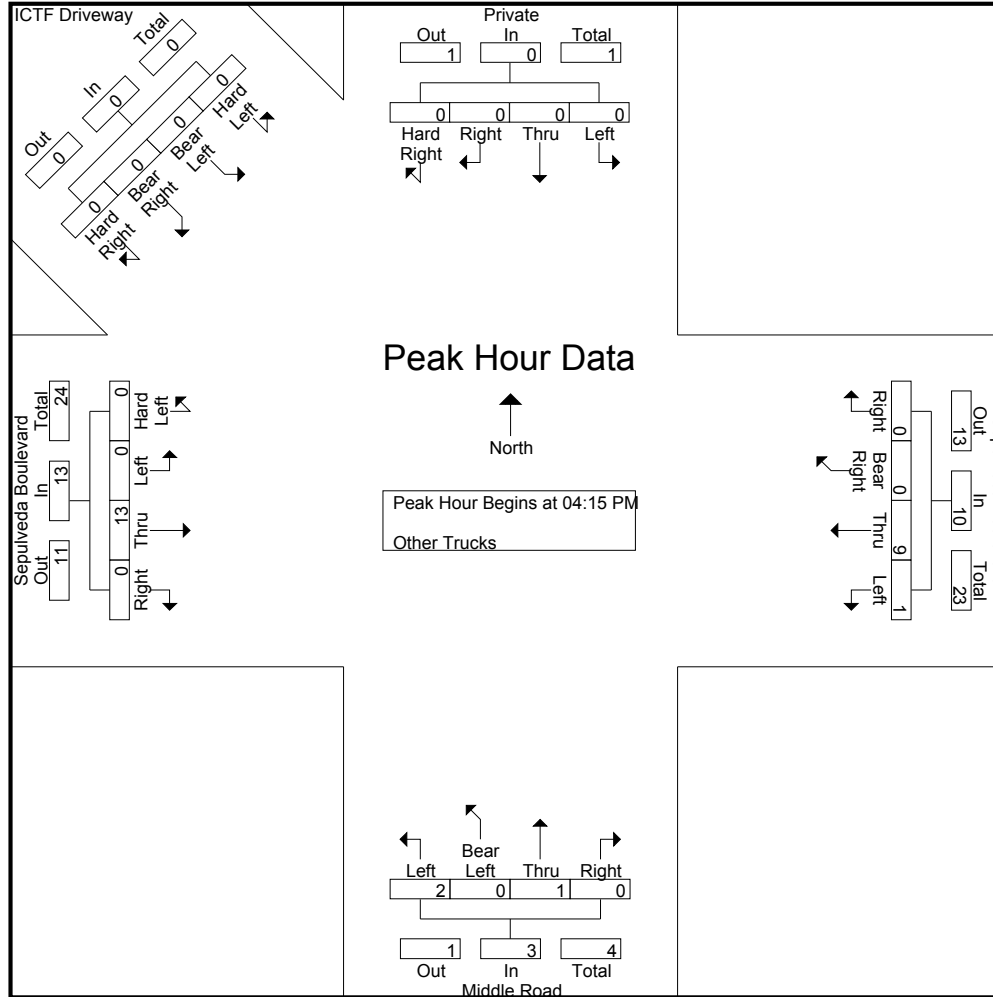 ICTF Driveway
Total
0
In
0
Out
0
0
Hard
Left
0
Bear
Left
0
Bear
Right
0
Hard
Right
Private
Out In Total
1 0 1
0 0 0 0
Hard
Right Right Thru Left
Peak Hour Data
North
Peak Hour Begins at 04:15 PM
Other Trucks
Sepulveda Boulevard
Total In Out
24 13 11
0 0 13 0
Hard
Left Left Thru Right
Right Bear
Right Thru Left
0 0 9 1
Out In Total
13 10 23
Left Bear
Left Thru Right
2 0 1 0
1 3 4
Out In Total
Middle Road